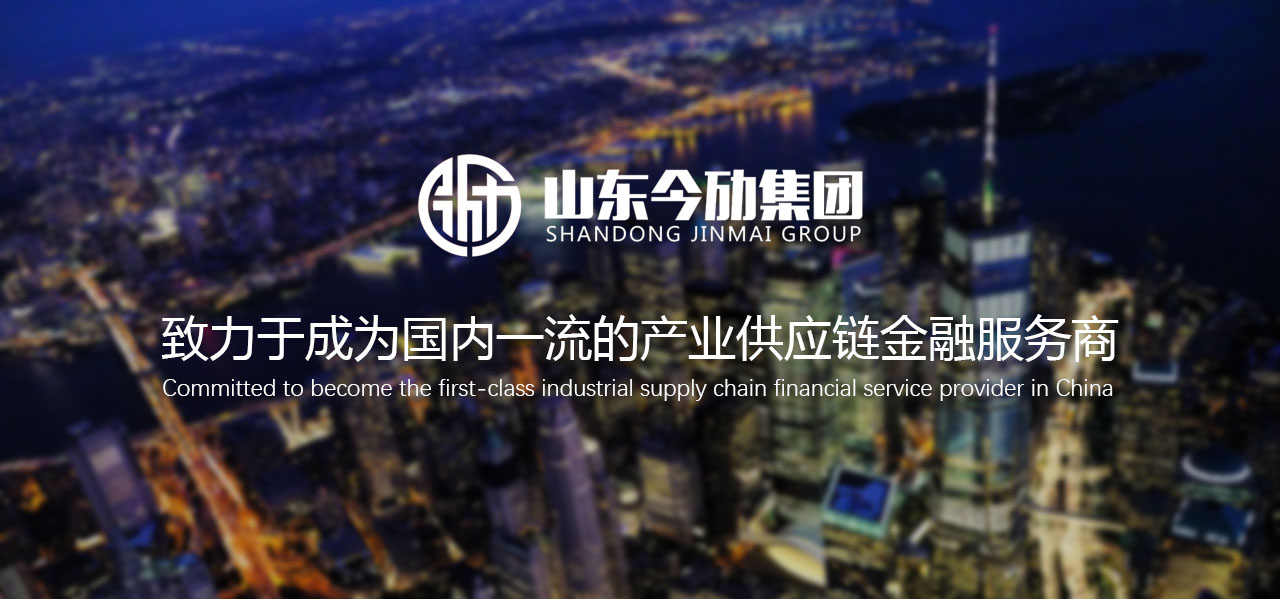 山东今劢集团
SHANDONG JINMAI GROUP
致力于成为国内一流的产业供应链金融服务商
Committed to become the first-class industrial supply chain financial service provider in China